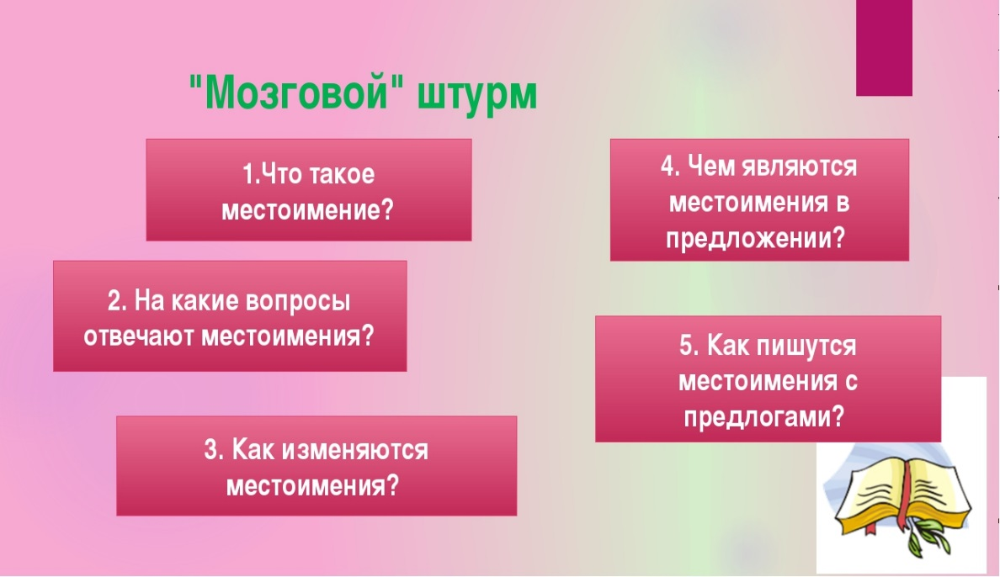 "Мозговой" штурм
1.Что такое
местоимение?
2. На какие вопросы
отвечают местоимения?
3. Как изменяются
местоимения?
4. Чем являются
местоимения в
предложении?
5. Как пишутся
местоимения с
предлогами?